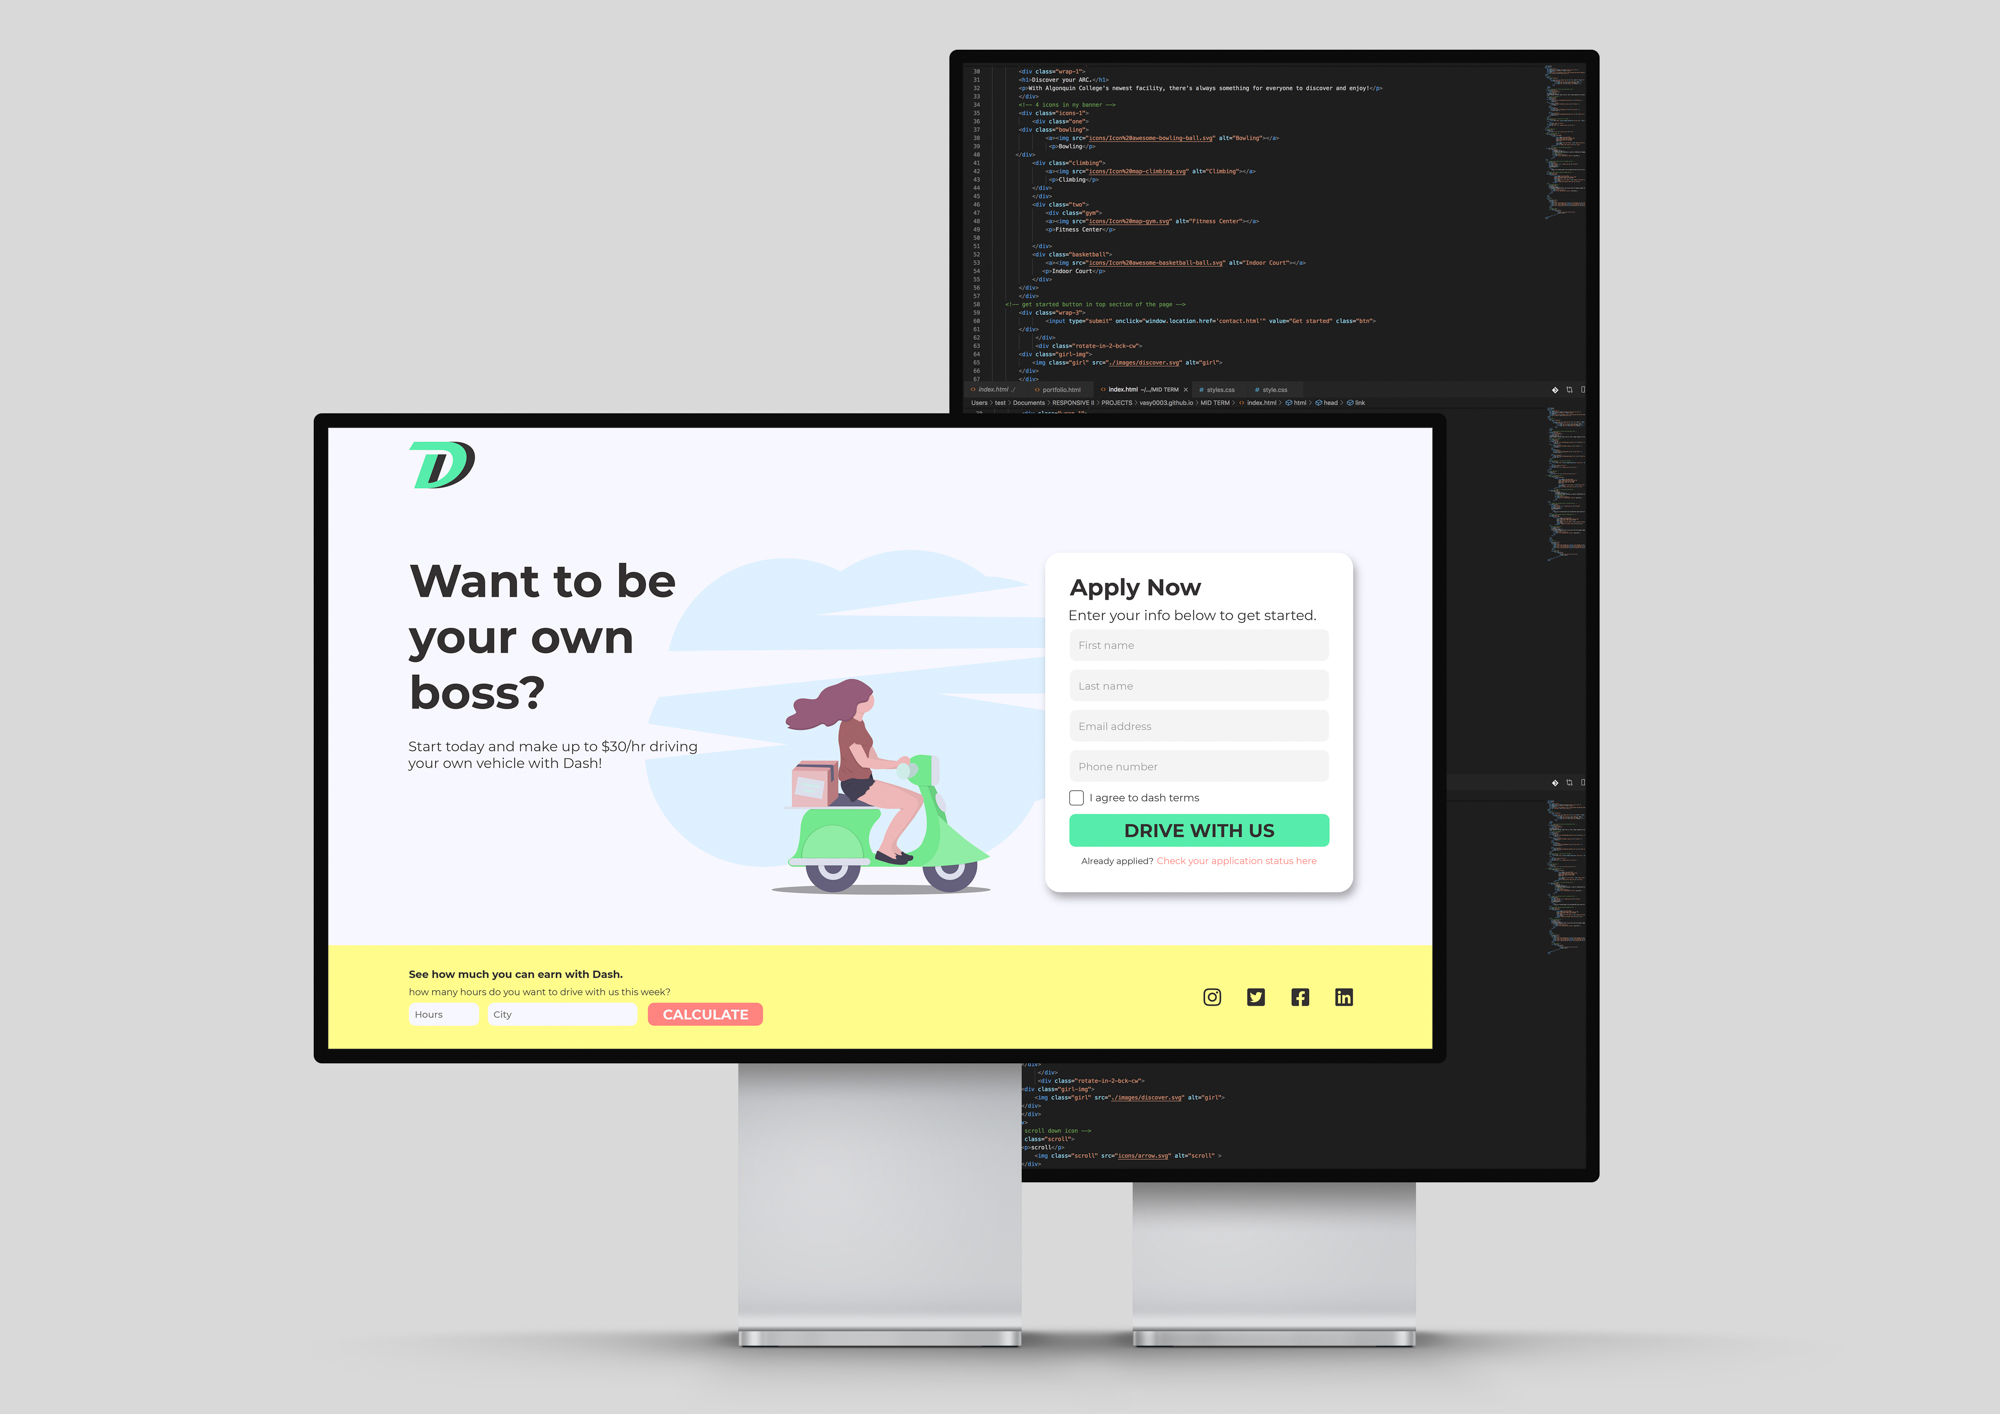 30 <div class="wrap-1">
31 <h1>Discover your ARC.</h1>
32 <p>With Algonquin College's newest facility, there's always something for everyone to discover and enjoy!</p>
33 </div>
34 <!-- 4 icons in ny banner -->
35 <div class="icons-1">
36 <div class="one">
37 <div class="bowling">
38 <a><img src="icons/Icon%20awesome-bowling-ball.svg" alt="Bowling"></a>
39 <p>Bowling</p>
40 </div>
41 <div class="climbing">
42 <a><img src="icons/Icon%20map-climbing.svg" alt="Climbing"></a>
43 <p>Climbing</p>
44 </div>
45 </div>
46 <div class="two">
47 <div class="gym">
48 <a><img src="icons/Icon%20map-gym.svg" alt="Fitness Center"></a>
49 <p>Fitness Center</p>
50
51 </div>
52 <div class="basketball">
53 <a><img src="icons/Icon%20awesome-basketball-ball.svg" alt="Indoor Court"></a>
54 <p>Indoor Court</p>
55 </div>
56 </div>
57 </div>
58 <!-- get started button in top section of the page -->
59 <div class="wrap-3">
60 <input type="submit" onclick="window.location.href='contact.html'" value="Get started" class="btn">
61 </div>
62 </div>
63 <div class="rotate-in-2-bck-cw">
64 <div class="girl-img">
65 <img class="girl" src="./images/discover.svg" alt="girl">
66 </div>
67 </div>
index.html ./ portfolio.html index.html ~/.../MID TERM × styles.css style.css
Users > test > Documents > RESPONSIVE II > PROJECTS > vasy0003.github.io > MID TERM > index.html > html > head > link
D
Want to be
your own
boss?
Start today and make up to $30/hr driving
your own vehicle with Dash!
Apply Now
Enter your info below to get started.
First name
Last name
Email address
Phone number
I agree to dash terms
DRIVE WITH US
Already applied? Check your application status here
See how much you can earn with Dash.
how many hours do you want to drive with us this week?
Hours City CALCULATE
</div>
</div>
<div class="rotate-in-2-bck-cw">
<div class="girl-img">
<img class="girl" src="./images/discover.svg" alt="girl">
</div>
</div>
>
scroll down icon -->
class="scroll">
<p>scroll</p>
<img class="scroll" src="icons/arrow.svg" alt="scroll" >
</div>